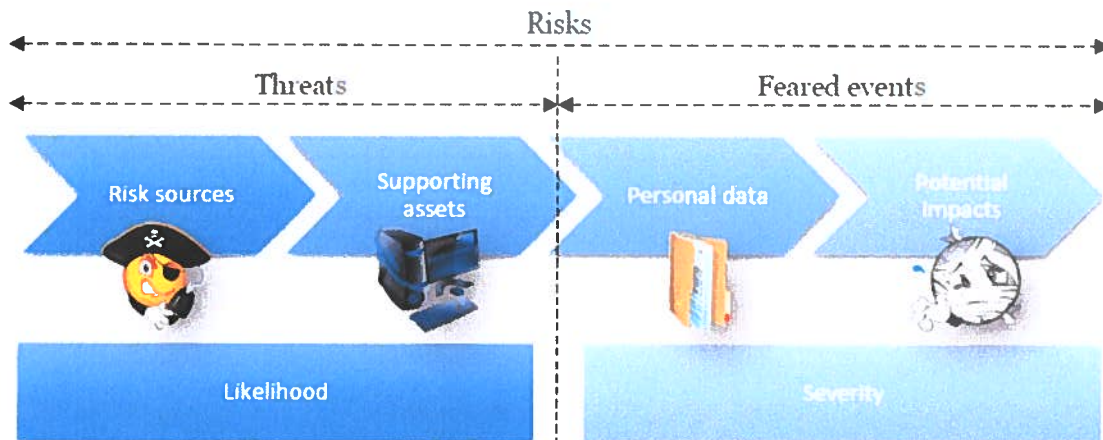 Risks
Threats
Feared events
Risk sources
Supporting
assets
Personal data
Potential
impacts
Likelihood
Severity